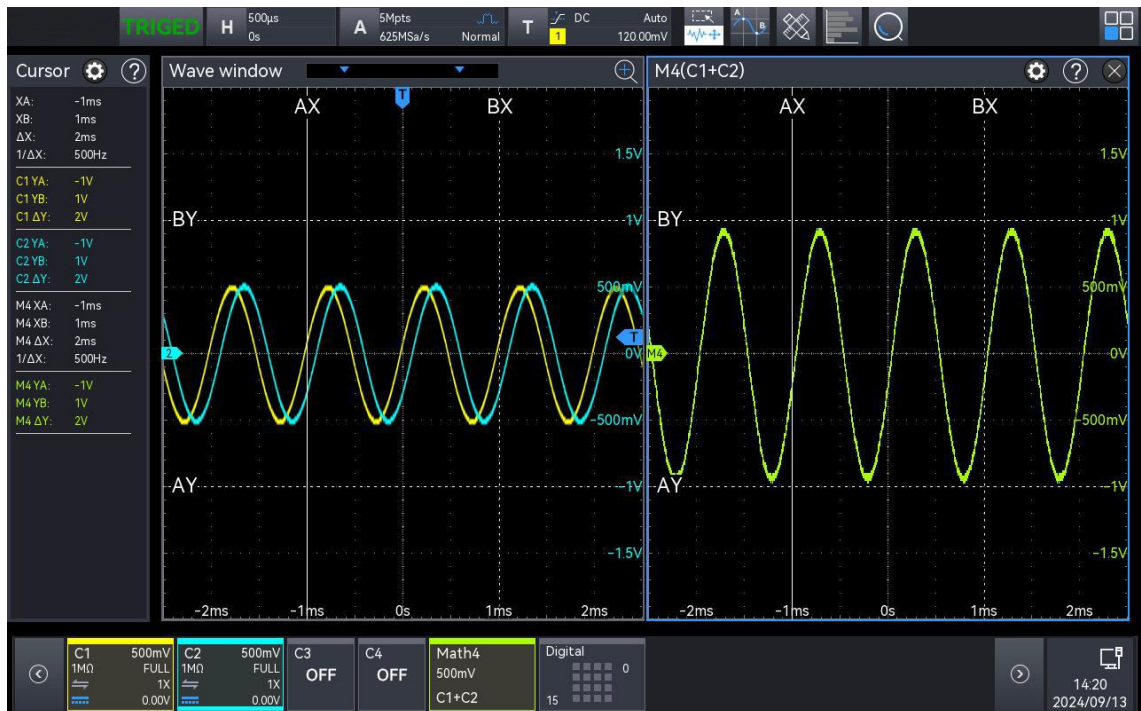 TRIGED H 500μs 0s A 5Mpts 625MSa/s Normal T DC 1 Auto 120.00mV
Cursor ?
XA: -1ms
XB: 1ms
ΔX: 2ms
1/ΔX: 500Hz
C1 YA: -1V
C1 YB: 1V
C1 ΔY: 2V
C2 YA: -1V
C2 YB: 1V
C2 ΔY: 2V
M4 XA: -1ms
M4 XB: 1ms
M4 ΔX: 2ms
1/ΔX: 500Hz
M4 YA: -1V
M4 YB: 1V
M4 ΔY: 2V
Wave window
T
AX BX
1.5V
BY 1V
500mV
T
2 0V
-500mV
AY -1V
-1.5V
-2ms -1ms 0s 1ms 2ms
M4(C1+C2) ?
AX BX
1.5V
BY 1V
500mV
M4 0V
-500mV
AY -1V
-1.5V
-2ms -1ms 0s 1ms 2ms
C1 500mV
1MΩ FULL
1X
0.00V
C2 500mV
1MΩ FULL
1X
0.00V
C3
OFF
C4
OFF
Math4
500mV
C1+C2
Digital
0
15
14:20
2024/09/13